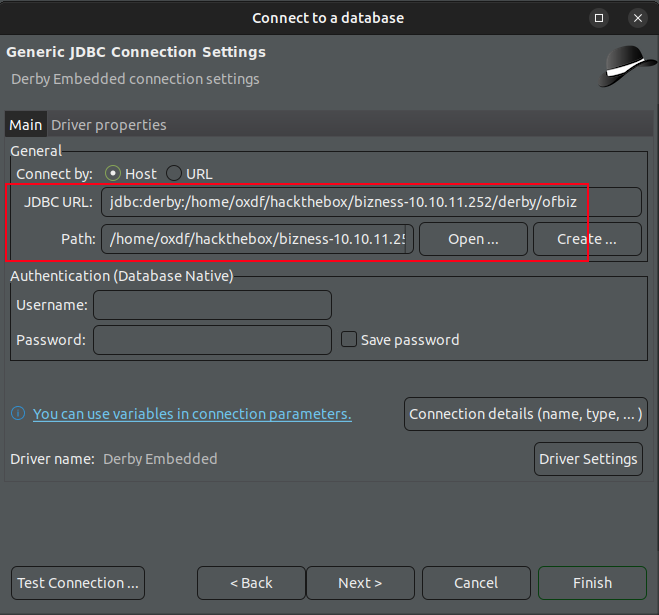 Connect to a database
Generic JDBC Connection Settings
Derby Embedded connection settings
Main Driver properties
General
Connect by: Host URL
JDBC URL: jdbc:derby:/home/oxdf/hackthebox/bizness-10.10.11.252/derby/ofbiz
Path: /home/oxdf/hackthebox/bizness-10.10.11.25 Open ... Create ...
Authentication (Database Native)
Username:
Password: Save password
You can use variables in connection parameters. Connection details (name, type, ... )
Driver name: Derby Embedded Driver Settings
Test Connection ... < Back Next > Cancel Finish